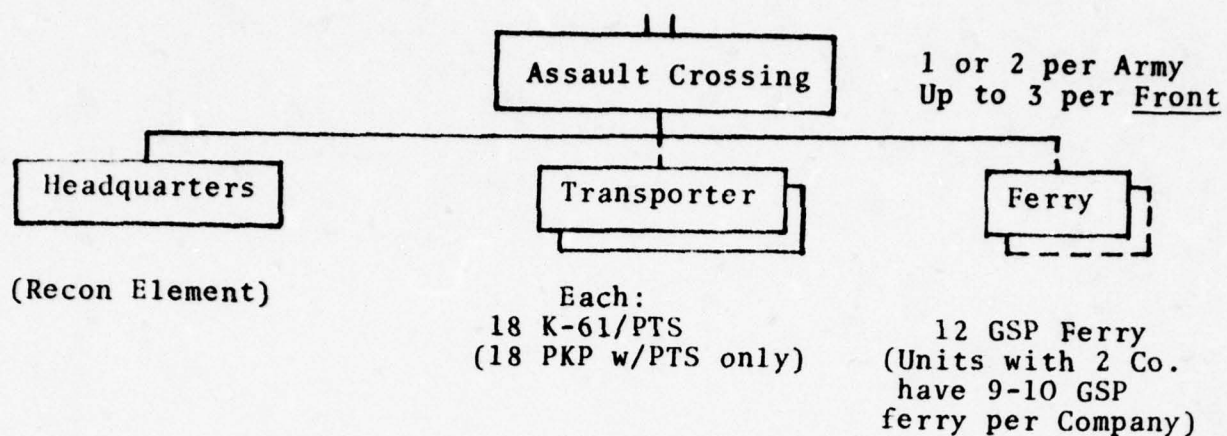 Assault Crossing
1 or 2 per Army
Up to 3 per Front
Headquarters
Transporter
Ferry
(Recon Element)
Each:
18 K-61/PTS
(18 PKP w/PTS only)
12 GSP Ferry
(Units with 2 Co.
have 9-10 GSP
ferry per Company)